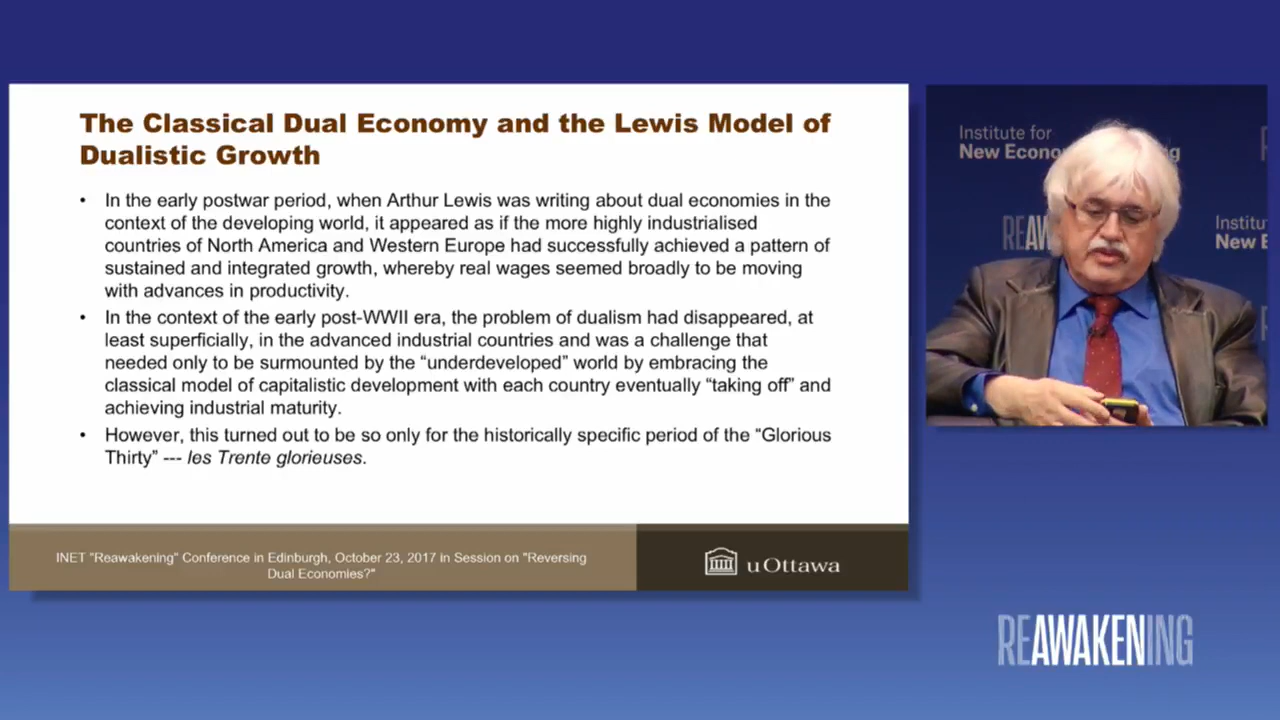 The Classical Dual Economy and the Lewis Model of
Dualistic Growth
• In the early postwar period, when Arthur Lewis was writing about dual economies in the
context of the developing world, it appeared as if the more highly industrialised
countries of North America and Western Europe had successfully achieved a pattern of
sustained and integrated growth, whereby real wages seemed broadly to be moving
with advances in productivity.
• In the context of the early post-WWII era, the problem of dualism had disappeared, at
least superficially, in the advanced industrial countries and was a challenge that
needed only to be surmounted by the “underdeveloped” world by embracing the
classical model of capitalistic development with each country eventually “taking off” and
achieving industrial maturity.
• However, this turned out to be so only for the historically specific period of the “Glorious
Thirty” --- les Trente glorieuses.
INET "Reawakening" Conference in Edinburgh, October 23, 2017 in Session on "Reversing
Dual Economies?"
uOttawa
Institute for
New Econo
REAW
Institu
New E
REAWAKENING